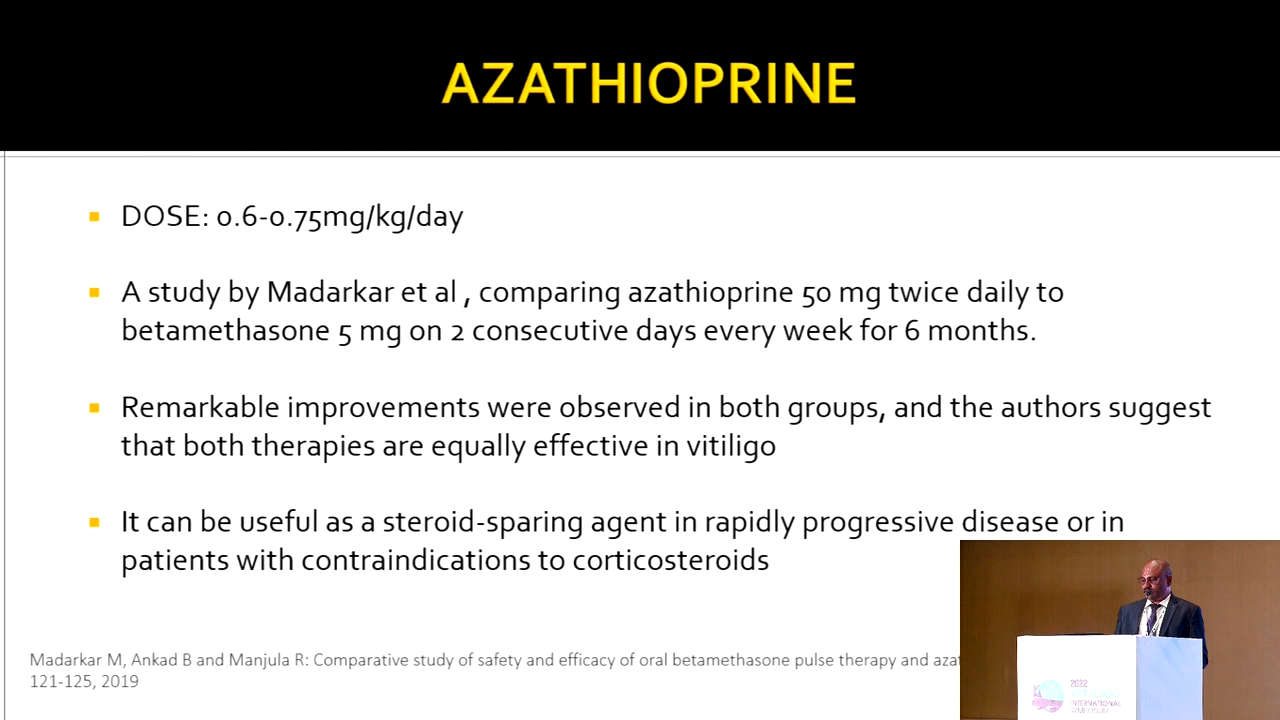 AZATHIOPRINE
DOSE: 0.6-0.75mg/kg/day
A study by Madarkar et al , comparing azathioprine 50 mg twice daily to
betamethasone 5 mg on 2 consecutive days every week for 6 months.
Remarkable improvements were observed in both groups, and the authors suggest
that both therapies are equally effective in vitiligo
It can be useful as a steroid-sparing agent in rapidly progressive disease or in
patients with contraindications to corticosteroids
Madarkar M, Ankad B and Manjula R: Comparative study of safety and efficacy of oral betamethasone pulse therapy and
121-125, 2019
2022
INTERNATIONAL
SYMPOSIUM